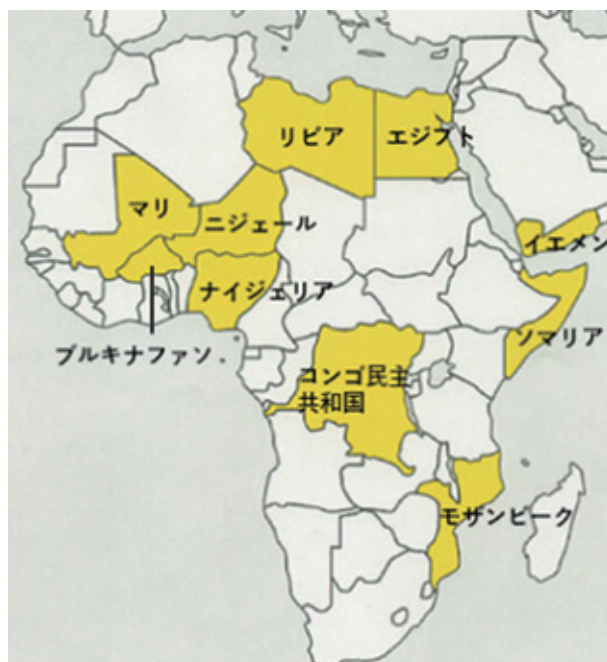 リビア
エジプト
マリ
ニジェール
イエメン
ナイジェリア
ソマリア
ブルキナファソ
コンゴ民主
共和国
モザンビーク